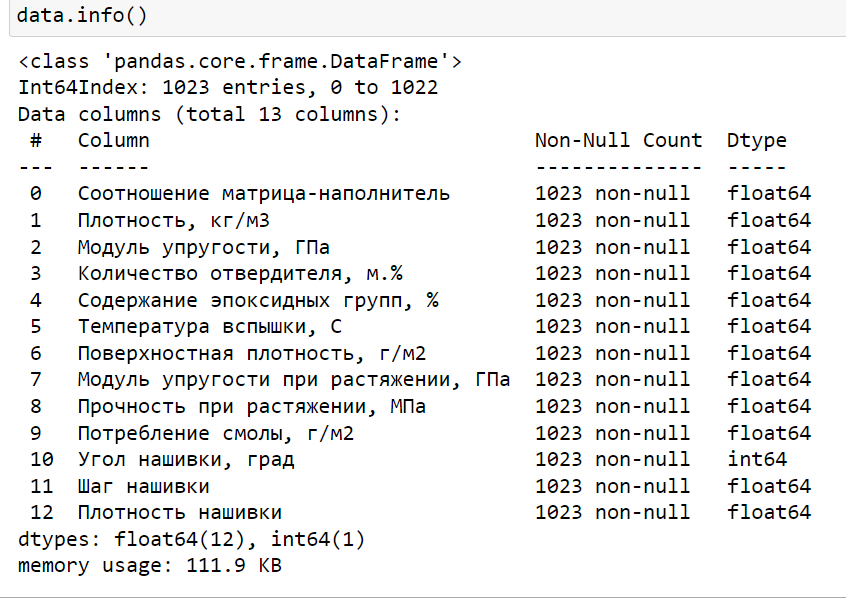 data.info()
<class 'pandas.core.frame.DataFrame'>
Int64Index: 1023 entries, 0 to 1022
Data columns (total 13 columns):
 #   Column                                Non-Null Count  Dtype
---  ------                                --------------  -----
 0   Соотношение матрица-наполнитель       1023 non-null   float64
 1   Плотность, кг/м3                      1023 non-null   float64
 2   Модуль упругости, ГПа                 1023 non-null   float64
 3   Количество отвердителя, м.%           1023 non-null   float64
 4   Содержание эпоксидных групп, %        1023 non-null   float64
 5   Температура вспышки, С                1023 non-null   float64
 6   Поверхностная плотность, г/м2         1023 non-null   float64
 7   Модуль упругости при растяжении, ГПа  1023 non-null   float64
 8   Прочность при растяжении, МПа         1023 non-null   float64
 9   Потребление смолы, г/м2               1023 non-null   float64
 10  Угол нашивки, град                    1023 non-null   int64
 11  Шаг нашивки                           1023 non-null   float64
 12  Плотность нашивки                     1023 non-null   float64
dtypes: float64(12), int64(1)
memory usage: 111.9 KB